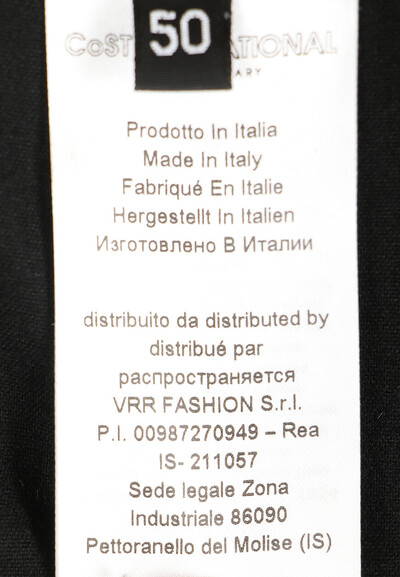 50
Prodotto In Italia
Made In Italy
Fabriqué En Italie
Hergestellt In Italien
Изготовлено В Италии
distribuito da distributed by
distribué par
распространяется
VRR FASHION S.r.l.
P.I. 00987270949 – Rea
IS- 211057
Sede legale Zona
Industriale 86090
Pettoranello del Molise (IS)